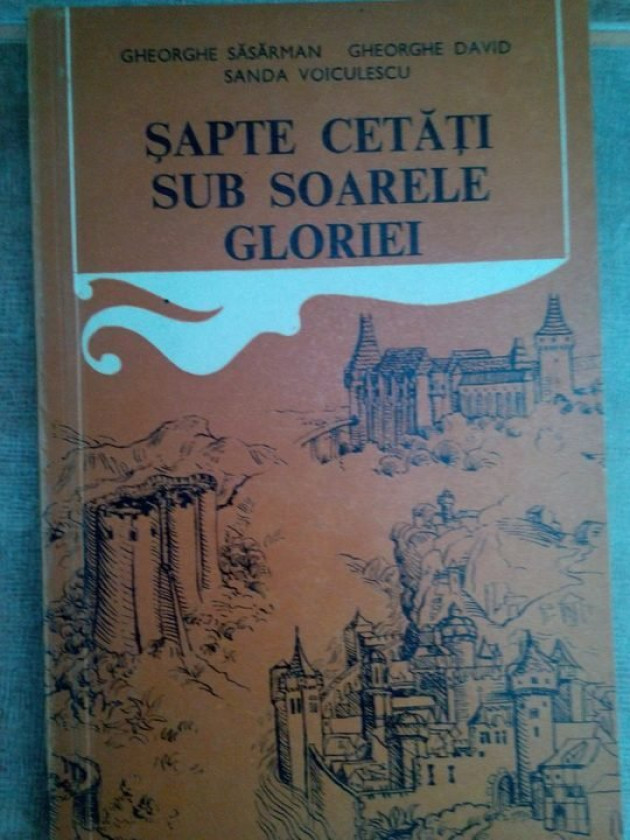 GHEORGHE SĂSĂRMAN GHEORGHE DAVID
SANDA VOICULESCU
ŞAPTE CETĂŢI
SUB SOARELE
GLORIEI